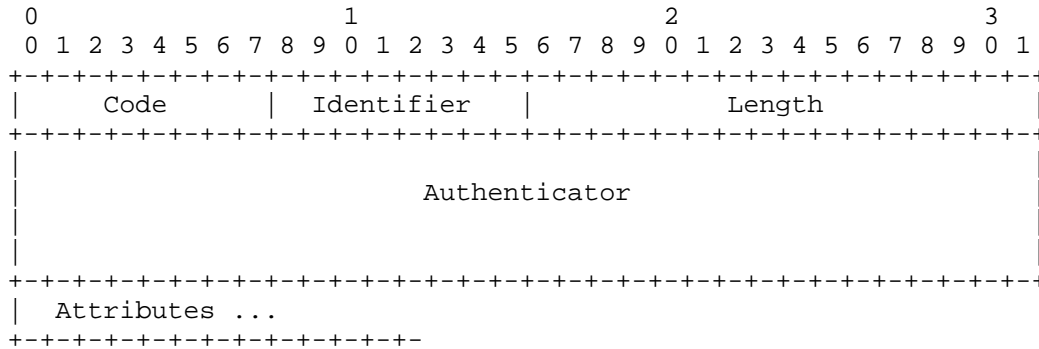 0                   1                   2                   3
0 1 2 3 4 5 6 7 8 9 0 1 2 3 4 5 6 7 8 9 0 1 2 3 4 5 6 7 8 9 0 1
+-+-+-+-+-+-+-+-+-+-+-+-+-+-+-+-+-+-+-+-+-+-+-+-+-+-+-+-+-+-+-+-+
|     Code      |  Identifier   |            Length             |
+-+-+-+-+-+-+-+-+-+-+-+-+-+-+-+-+-+-+-+-+-+-+-+-+-+-+-+-+-+-+-+-+
|                                                               |
|                         Authenticator                         |
|                                                               |
|                                                               |
+-+-+-+-+-+-+-+-+-+-+-+-+-+-+-+-+-+-+-+-+-+-+-+-+-+-+-+-+-+-+-+-+
|  Attributes ...
+-+-+-+-+-+-+-+-+-+-+-+-+-